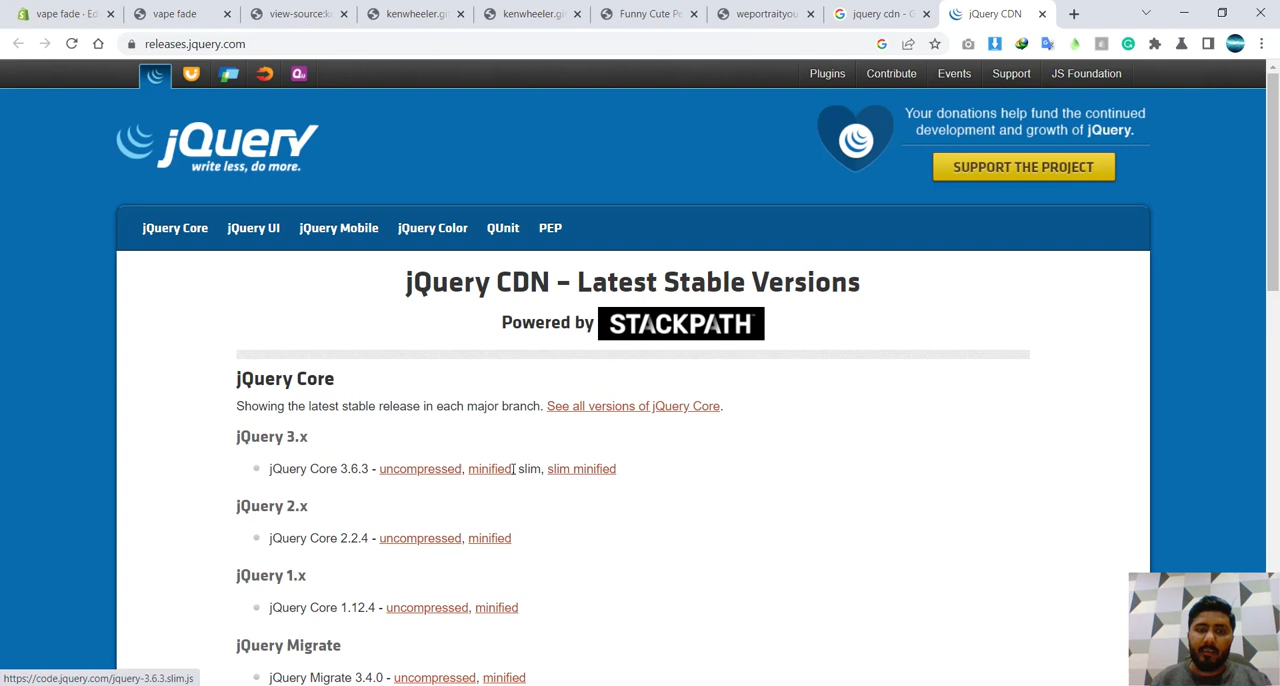 vape fade · Ed
vape fade
view-source:k
kenwheeler.gi
kenwheeler.gi
Funny Cute Pe
weportraityou
jquery cdn - G
jQuery CDN
releases.jquery.com
Plugins
Contribute
Events
Support
JS Foundation
jQuery
write less, do more.
Your donations help fund the continued
development and growth of jQuery.
SUPPORT THE PROJECT
jQuery Core
jQuery UI
jQuery Mobile
jQuery Color
QUnit
PEP
jQuery CDN – Latest Stable Versions
Powered by STACKPATH
jQuery Core
Showing the latest stable release in each major branch. See all versions of jQuery Core.
jQuery 3.x
jQuery Core 3.6.3 - uncompressed, minified, slim, slim minified
jQuery 2.x
jQuery Core 2.2.4 - uncompressed, minified
jQuery 1.x
jQuery Core 1.12.4 - uncompressed, minified
jQuery Migrate
jQuery Migrate 3.4.0 - uncompressed, minified
https://code.jquery.com/jquery-3.6.3.slim.js